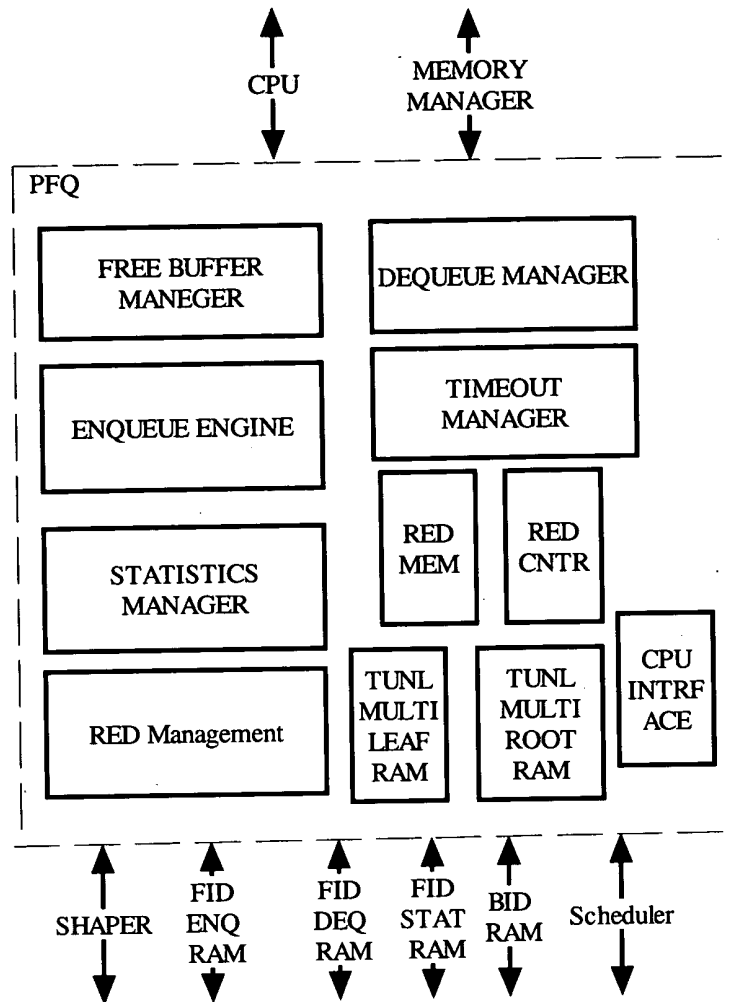 CPU
MEMORY
MANAGER
PFQ
FREE BUFFER
MANEGER
DEQUEUE MANAGER
ENQUEUE ENGINE
TIMEOUT
MANAGER
RED
MEM
RED
CNTR
STATISTICS
MANAGER
CPU
INTRF
ACE
RED Management
TUNL
MULTI
LEAF
RAM
TUNL
MULTI
ROOT
RAM
SHAPER
FID
ENQ
RAM
FID
DEQ
RAM
FID
STAT
RAM
BID
RAM
Scheduler